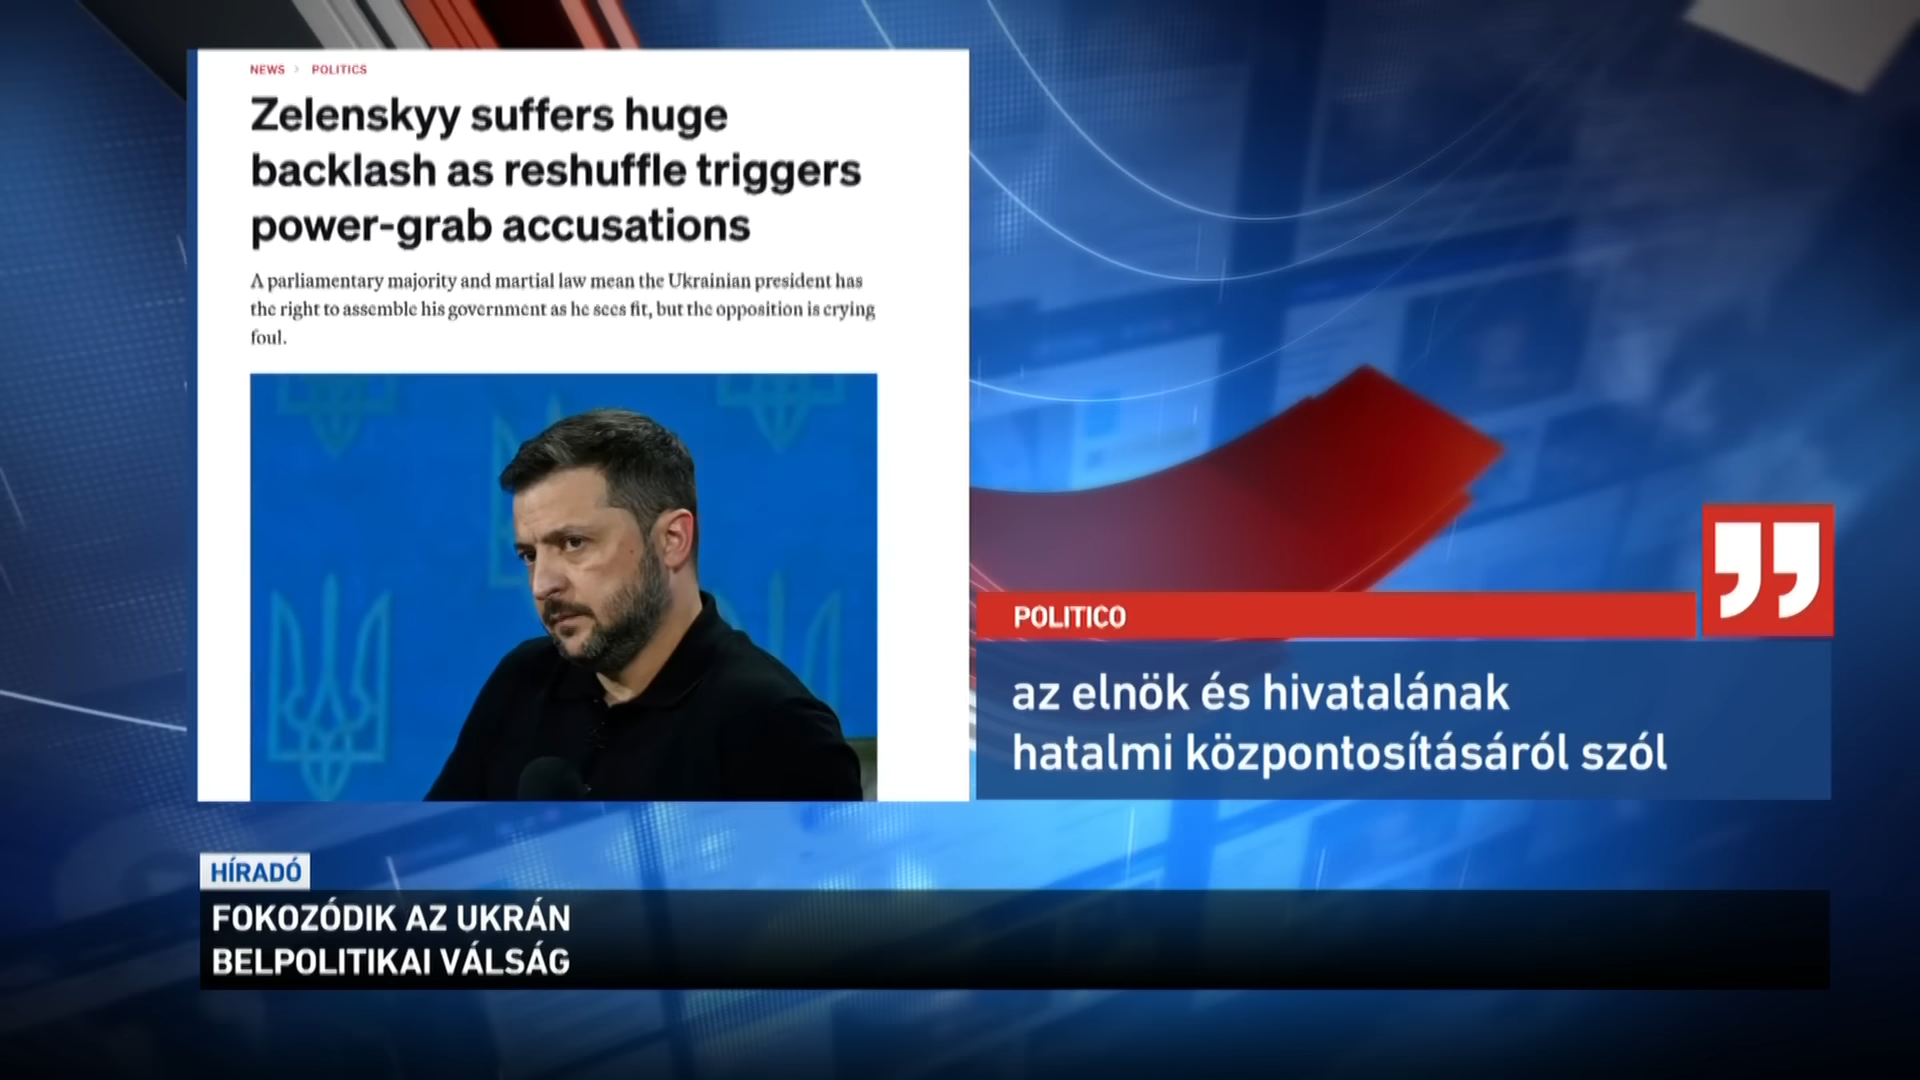 NEWS > POLITICS
Zelenskyy suffers huge
backlash as reshuffle triggers
power-grab accusations
A parliamentary majority and martial law mean the Ukrainian president has
the right to assemble his government as he sees fit, but the opposition is crying
foul.
POLITICO
az elnök és hivatalának
hatalmi központosításáról szól
HÍRADÓ
FOKOZÓDIK AZ UKRÁN
BELPOLITIKAI VÁLSÁG